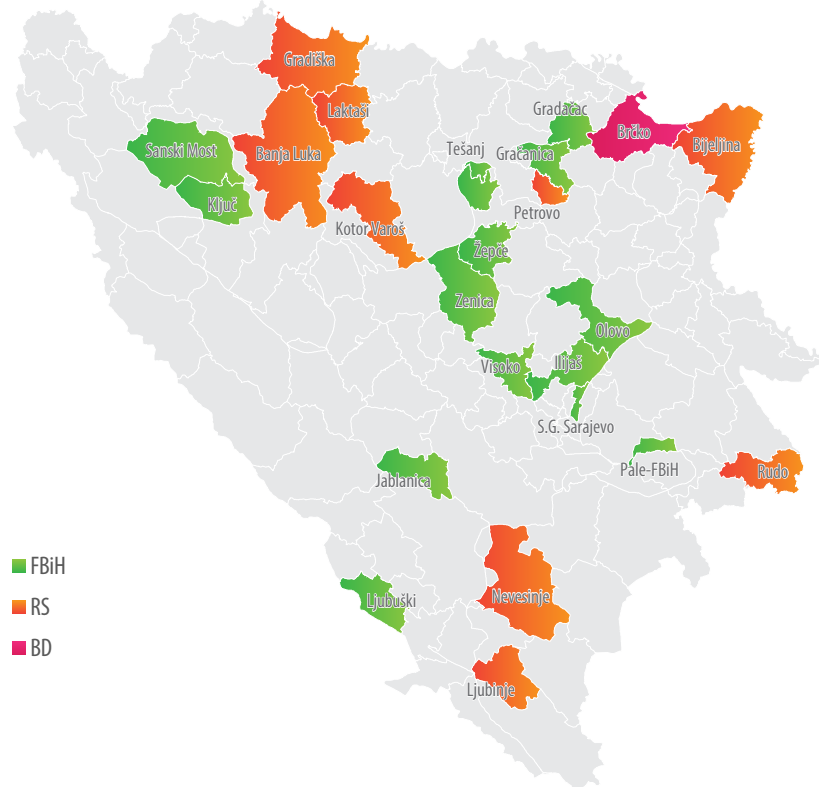 Gradiška
Laktaši
Gradačac
Brčko
Bijeljina
Sanski Most
Banja Luka
Tešanj
Gračanica
Ključ
Petrovo
Kotor Varoš
Žepče
Zenica
Olovo
Visoko
Ilijaš
S.G. Sarajevo
Pale-FBiH
Rudo
Jablanica
FBiH
Nevesinje
Ljubuški
RS
BD
Ljubinje